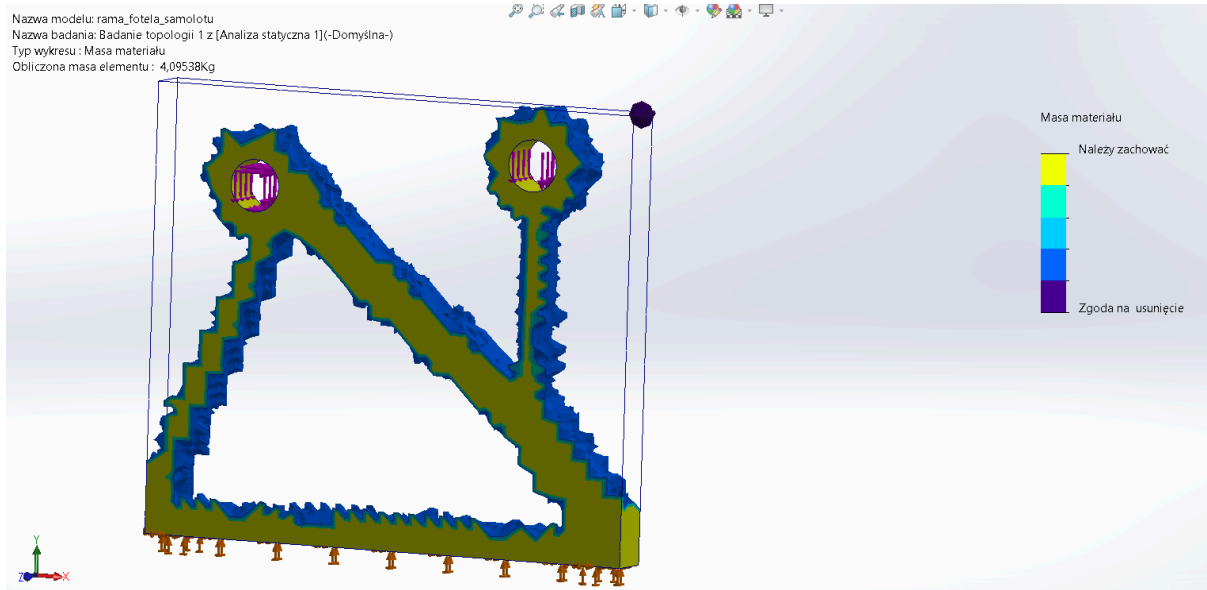 Nazwa modelu: rama_fotela_samolotu
Nazwa badania: Badanie topologii 1 z [Analiza statyczna 1](-Domyślna-)
Typ wykresu : Masa materiału
Obliczona masa elementu : 4,09538Kg
Masa materiału
Należy zachować
Zgoda na usunięcie
Y
Z X